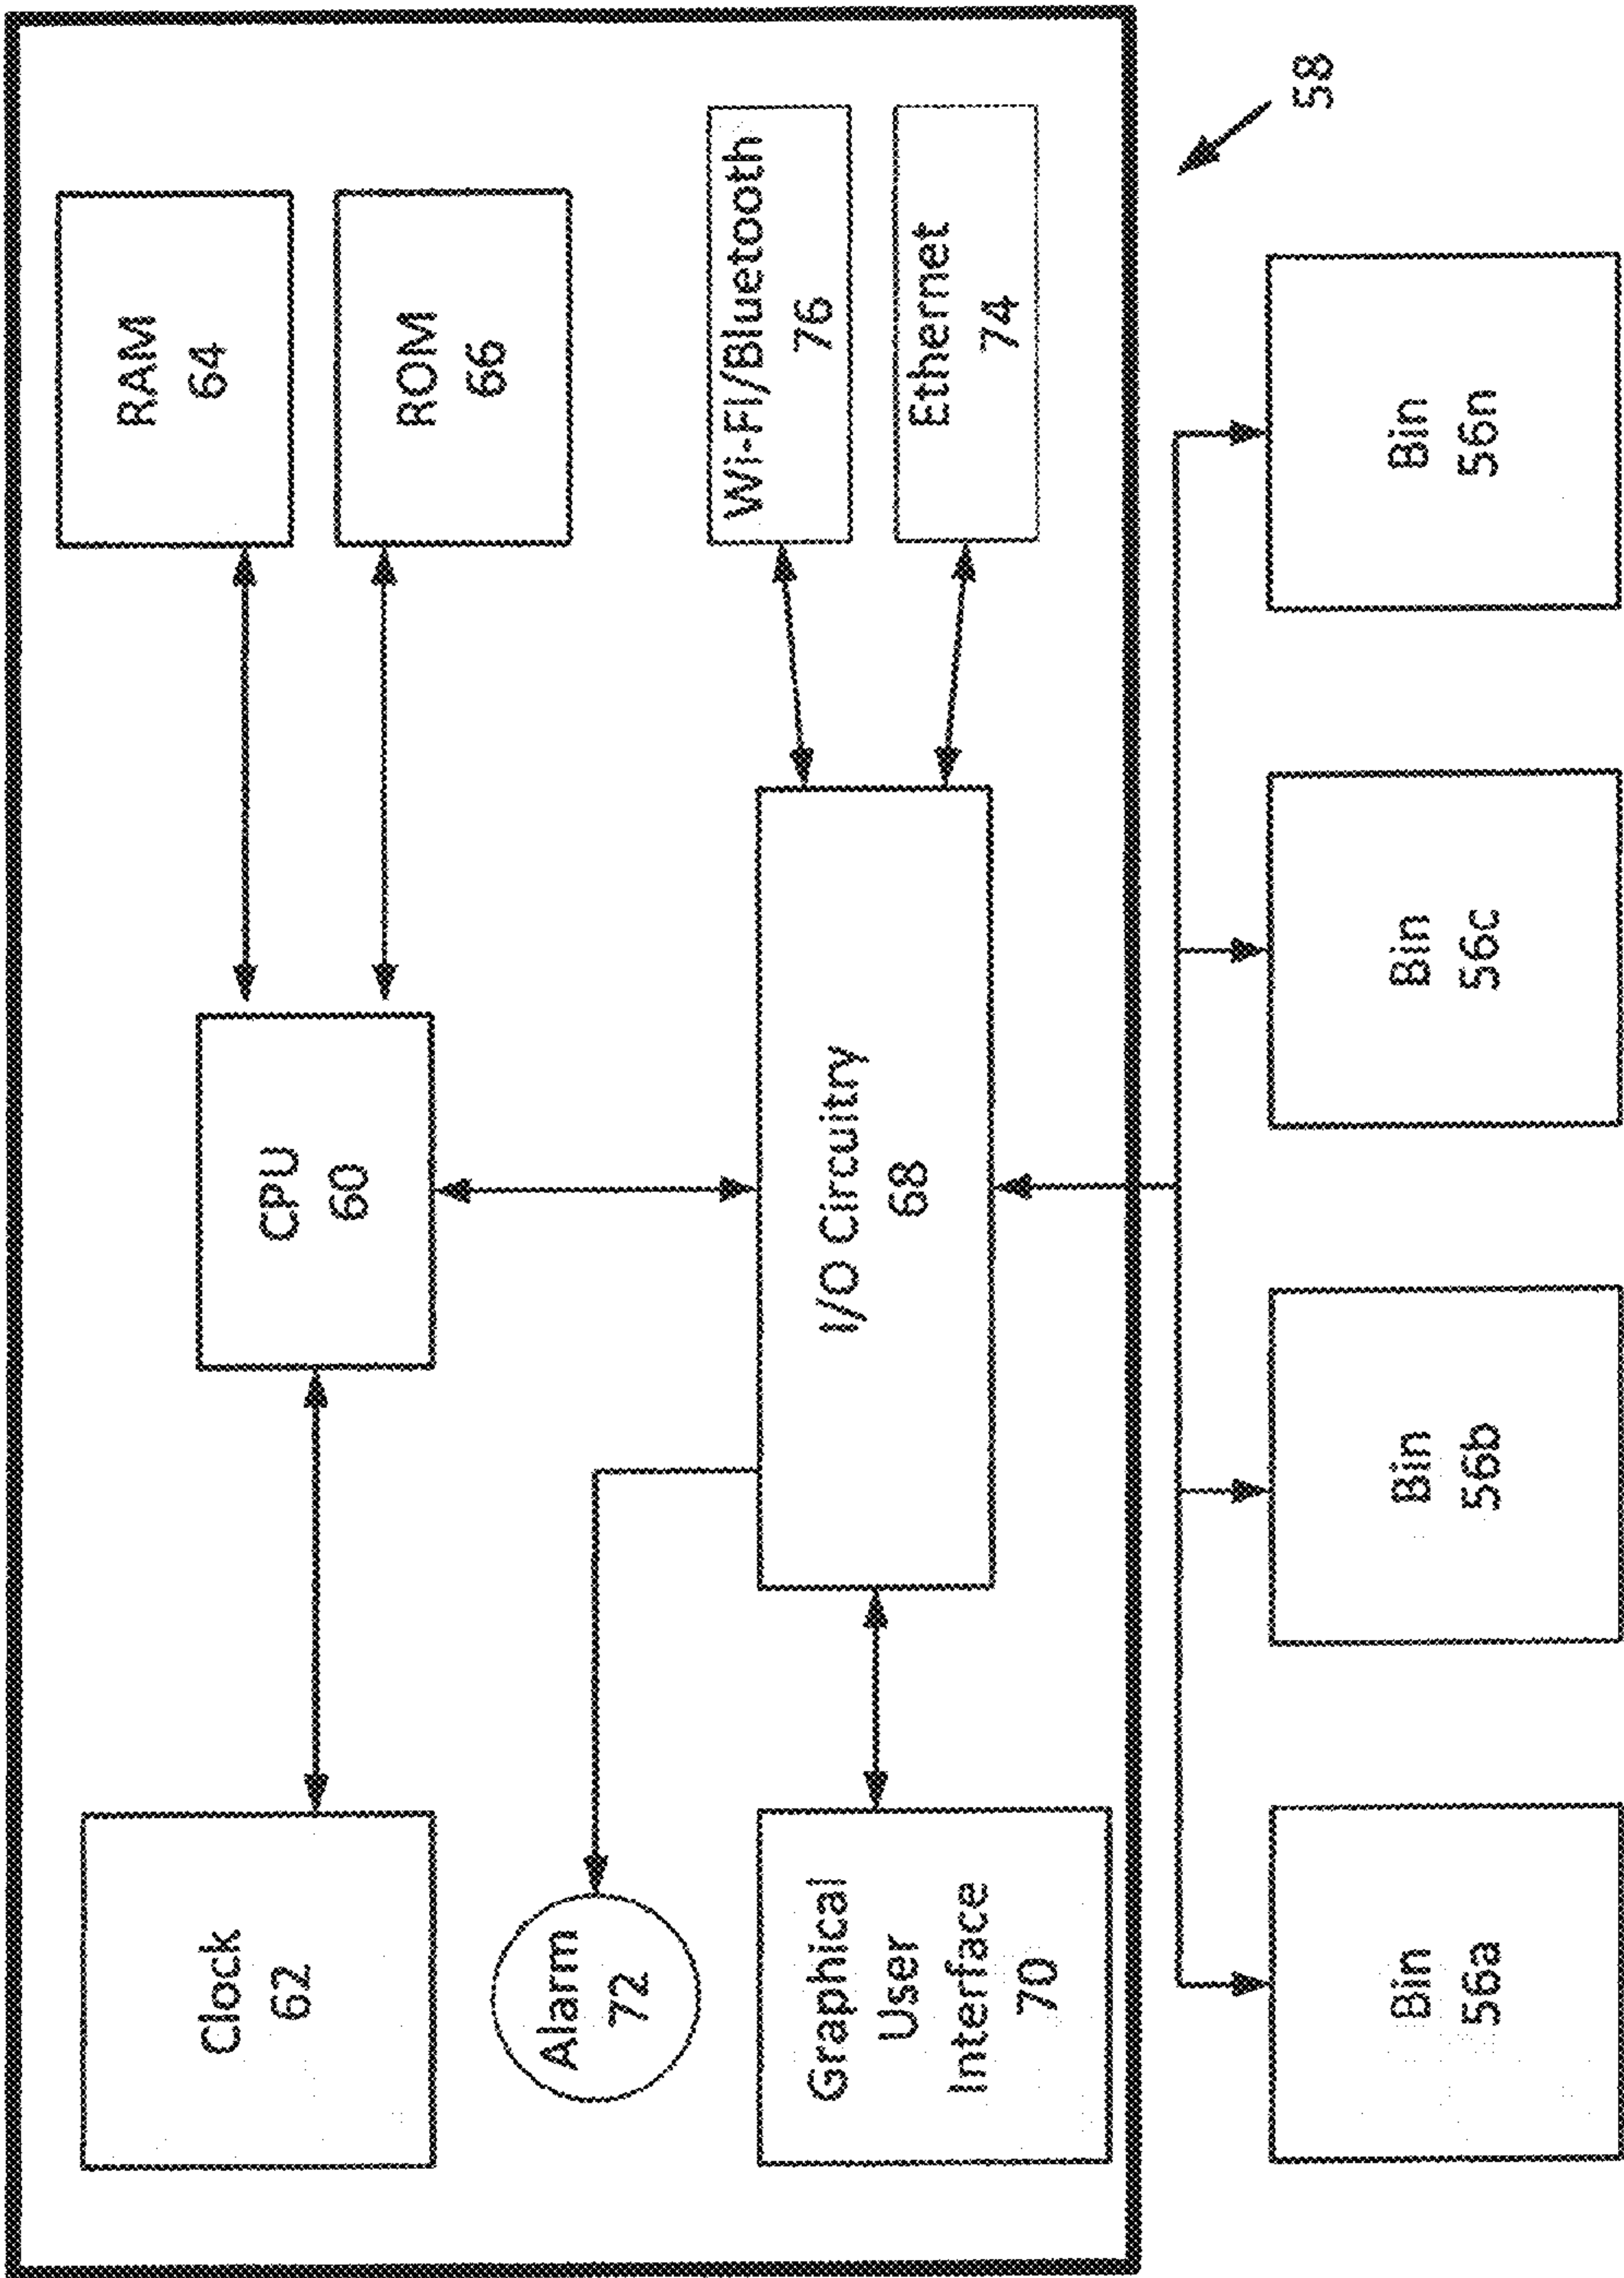 Clock
62
CPU
60
RAM
64
ROM
66
Alarm
72
I/O Circuitry
68
Graphical
User
Interface
70
Wi-Fi/Bluetooth
76
Ethernet
74
58
Bin
56a
Bin
56b
Bin
56c
Bin
56n